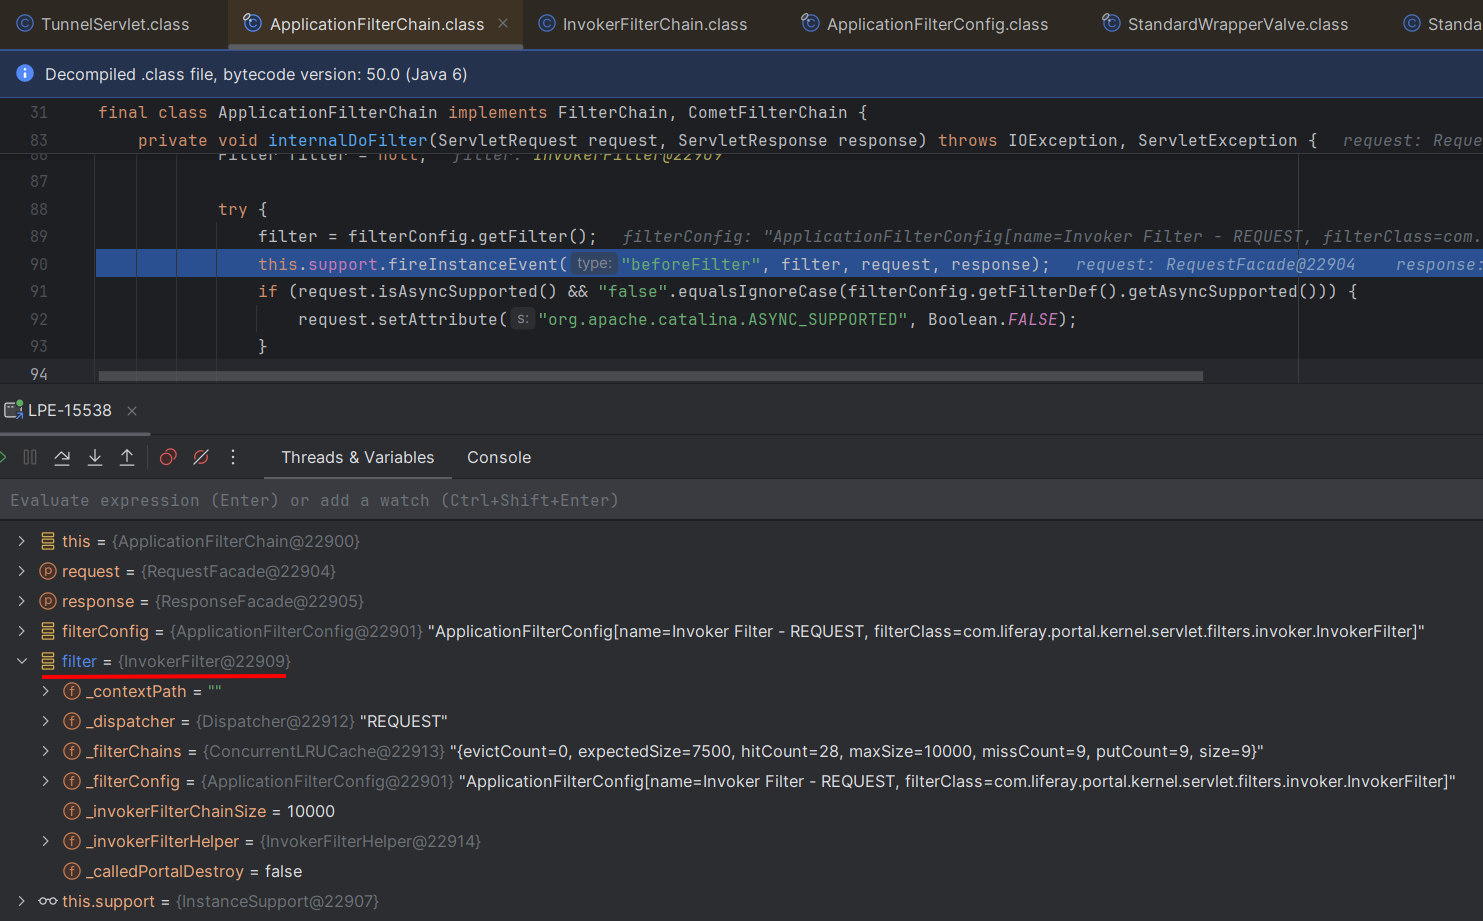 TunnelServlet.class ApplicationFilterChain.class InvokerFilterChain.class ApplicationFilterConfig.class StandardWrapperValve.class Standa
Decompiled .class file, bytecode version: 50.0 (Java 6)
31 final class ApplicationFilterChain implements FilterChain, CometFilterChain {
83 private void internalDoFilter(ServletRequest request, ServletResponse response) throws IOException, ServletException { request: Reque
86 Filter filter = null; filter: InvokerFilter@22909
87
88 try {
89 filter = filterConfig.getFilter(); filterConfig: "ApplicationFilterConfig[name=Invoker Filter - REQUEST, filterClass=com.
90 this.support.fireInstanceEvent( type: "beforeFilter", filter, request, response); request: RequestFacade@22904 response:
91 if (request.isAsyncSupported() && "false".equalsIgnoreCase(filterConfig.getFilterDef().getAsyncSupported())) {
92 request.setAttribute( s: "org.apache.catalina.ASYNC_SUPPORTED", Boolean.FALSE);
93 }
94
LPE-15538
Threads & Variables Console
Evaluate expression (Enter) or add a watch (Ctrl+Shift+Enter)
this = {ApplicationFilterChain@22900}
request = {RequestFacade@22904}
response = {ResponseFacade@22905}
filterConfig = {ApplicationFilterConfig@22901} "ApplicationFilterConfig[name=Invoker Filter - REQUEST, filterClass=com.liferay.portal.kernel.servlet.filters.invoker.InvokerFilter]"
filter = {InvokerFilter@22909}
_contextPath = ""
_dispatcher = {Dispatcher@22912} "REQUEST"
_filterChains = {ConcurrentLRUCache@22913} "{evictCount=0, expectedSize=7500, hitCount=28, maxSize=10000, missCount=9, putCount=9, size=9}"
_filterConfig = {ApplicationFilterConfig@22901} "ApplicationFilterConfig[name=Invoker Filter - REQUEST, filterClass=com.liferay.portal.kernel.servlet.filters.invoker.InvokerFilter]"
_invokerFilterChainSize = 10000
_invokerFilterHelper = {InvokerFilterHelper@22914}
_calledPortalDestroy = false
this.support = {InstanceSupport@22907}